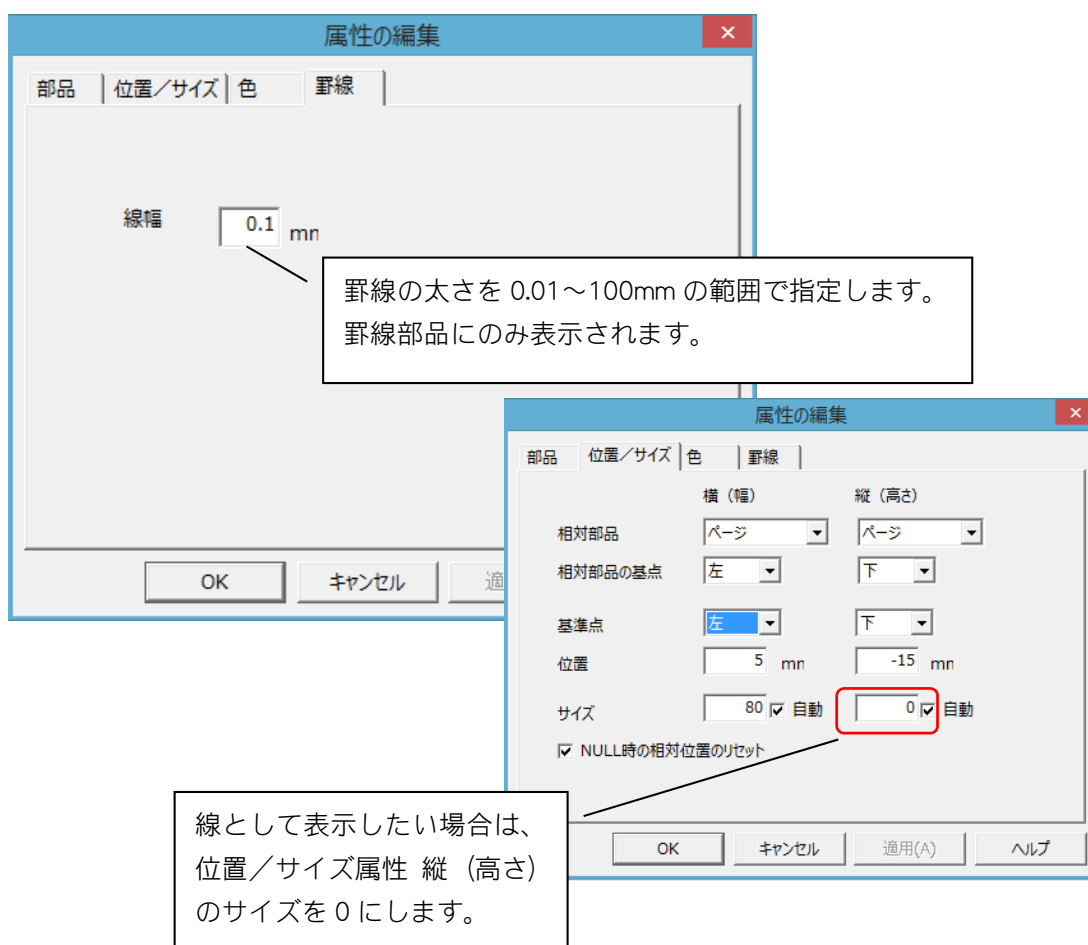 属性の編集
部品 位置／サイズ 色 罫線
線幅 0.1 mm
罫線の太さを 0.01～100mm の範囲で指定します。
罫線部品にのみ表示されます。
OK キャンセル 適
属性の編集
部品 位置／サイズ 色 罫線
横（幅） 縦（高さ）
相対部品 ページ ページ
相対部品の基点 左 下
基準点 左 下
位置 5 mm -15 mm
サイズ 80 自動 0 自動
NULL時の相対位置のリセット
OK キャンセル 適用(A) ヘルプ
線として表示したい場合は、
位置／サイズ属性 縦（高さ）
のサイズを 0 にします。